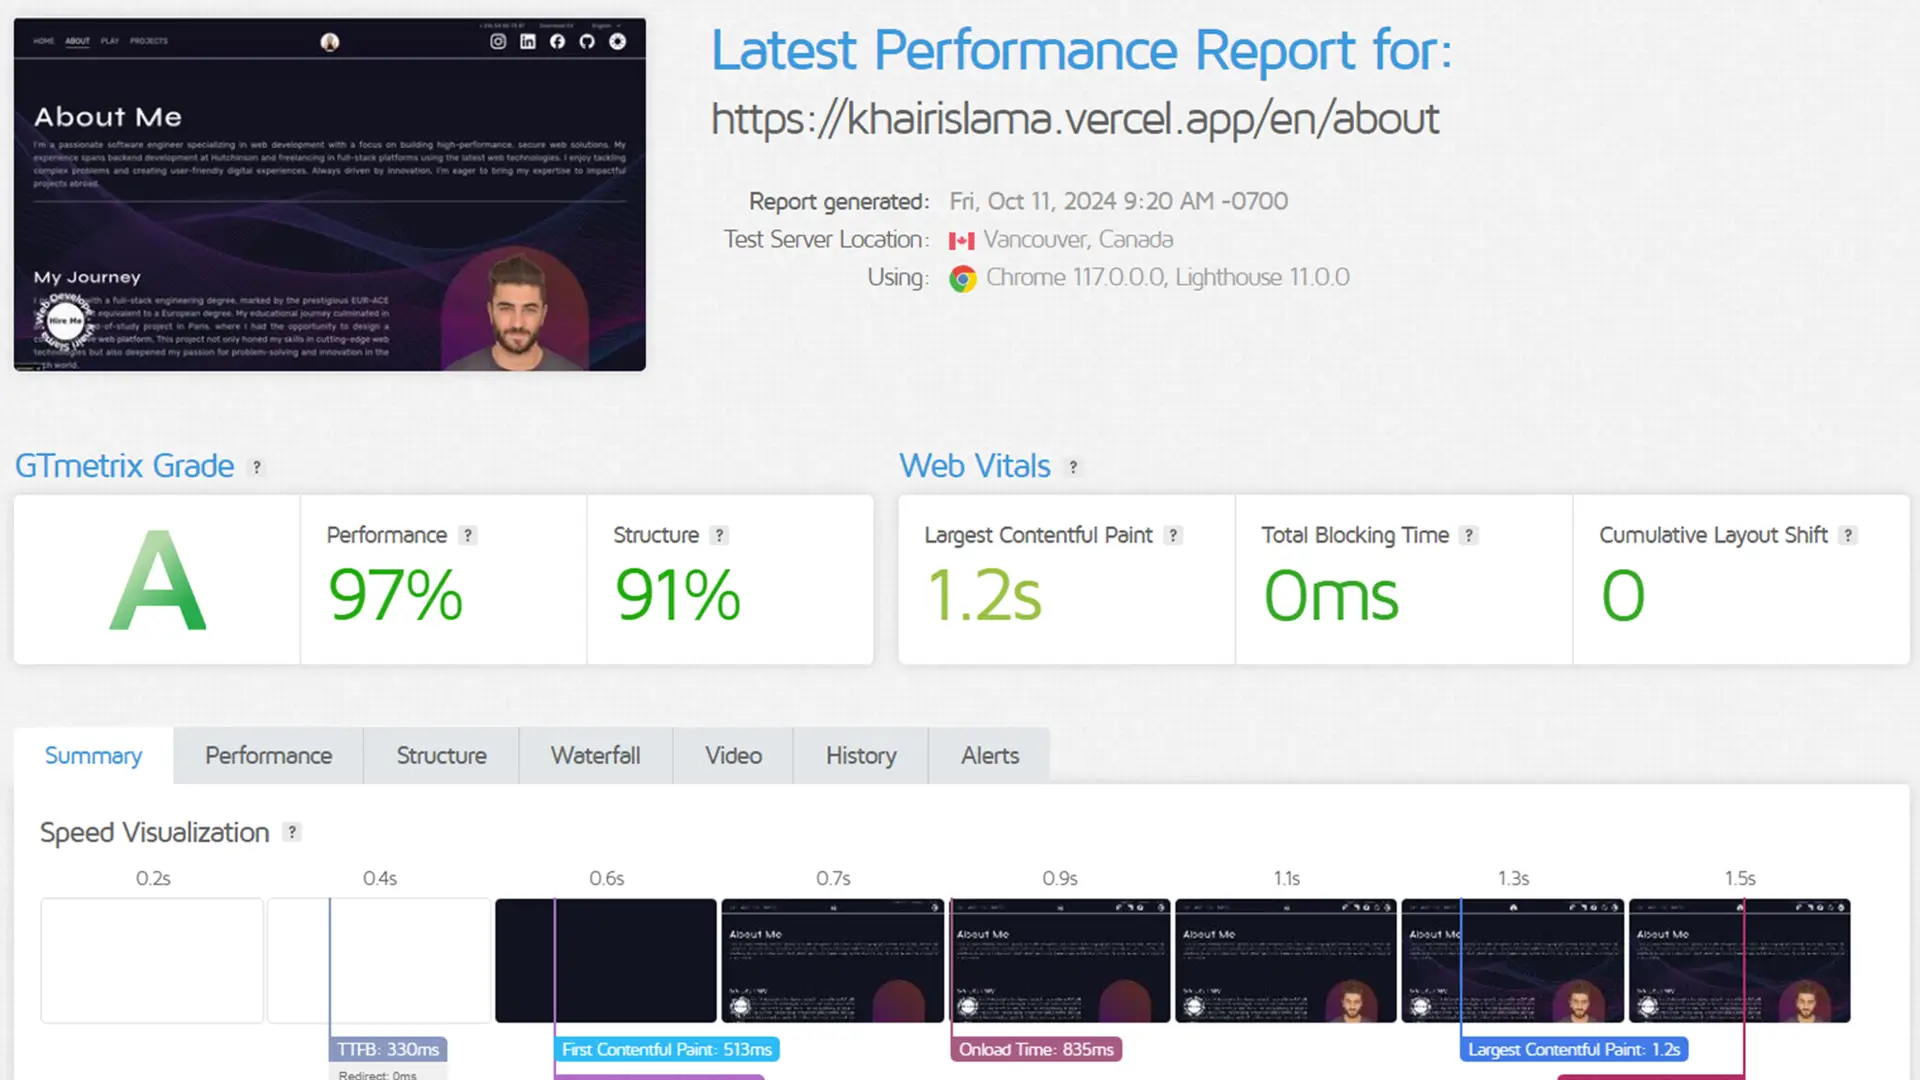 Download CV
English
HOME ABOUT PLAY PROJECTS
About Me
I'm a passionate software engineer specializing in web development with a focus on building high-performance, secure web solutions. My
experience spans backend development at Hutchinson and freelancing in full-stack platforms using the latest web technologies. I enjoy tackling
complex problems and creating user-friendly digital experiences. Always driven by innovation, I'm eager to bring my expertise to impactful
projects abroad.
My Journey
with a full-stack engineering degree, marked by the prestigious EUR-ACE
equivalent to a European degree. My educational journey culminated in
of-study project in Paris, where I had the opportunity to design a
web platform. This project not only honed my skills in cutting-edge web
but also deepened my passion for problem-solving and innovation in the
world.
Hire Me
Latest Performance Report for:
https://khairislama.vercel.app/en/about
Report generated: Fri, Oct 11, 2024 9:20 AM -0700
Test Server Location: Vancouver, Canada
Using: Chrome 117.0.0.0, Lighthouse 11.0.0
GTmetrix Grade ?
A
Performance ?
97%
Structure ?
91%
Web Vitals ?
Largest Contentful Paint ?
1.2s
Total Blocking Time ?
0ms
Cumulative Layout Shift ?
0
Summary Performance Structure Waterfall Video History Alerts
Speed Visualization ?
0.2s 0.4s 0.6s 0.7s 0.9s 1.1s 1.3s 1.5s
About Me About Me About Me About Me About Me
TTFB: 330ms First Contentful Paint: 513ms Onload Time: 835ms Largest Contentful Paint: 1.2s
Redirect: 0ms